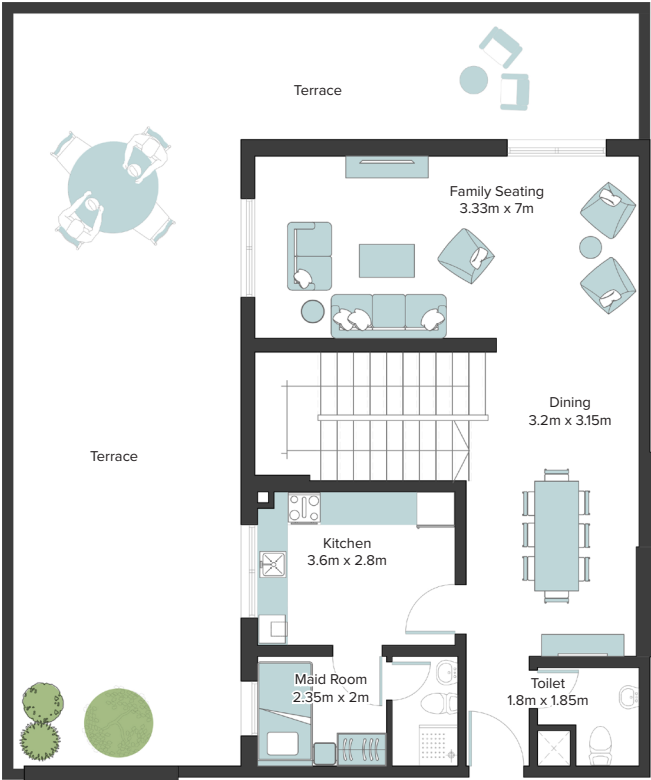 Terrace
Family Seating
3.33m x 7m
Dining
3.2m x 3.15m
Terrace
Kitchen
3.6m x 2.8m
Maid Room
2.35m x 2m
Toilet
1.8m x 1.85m